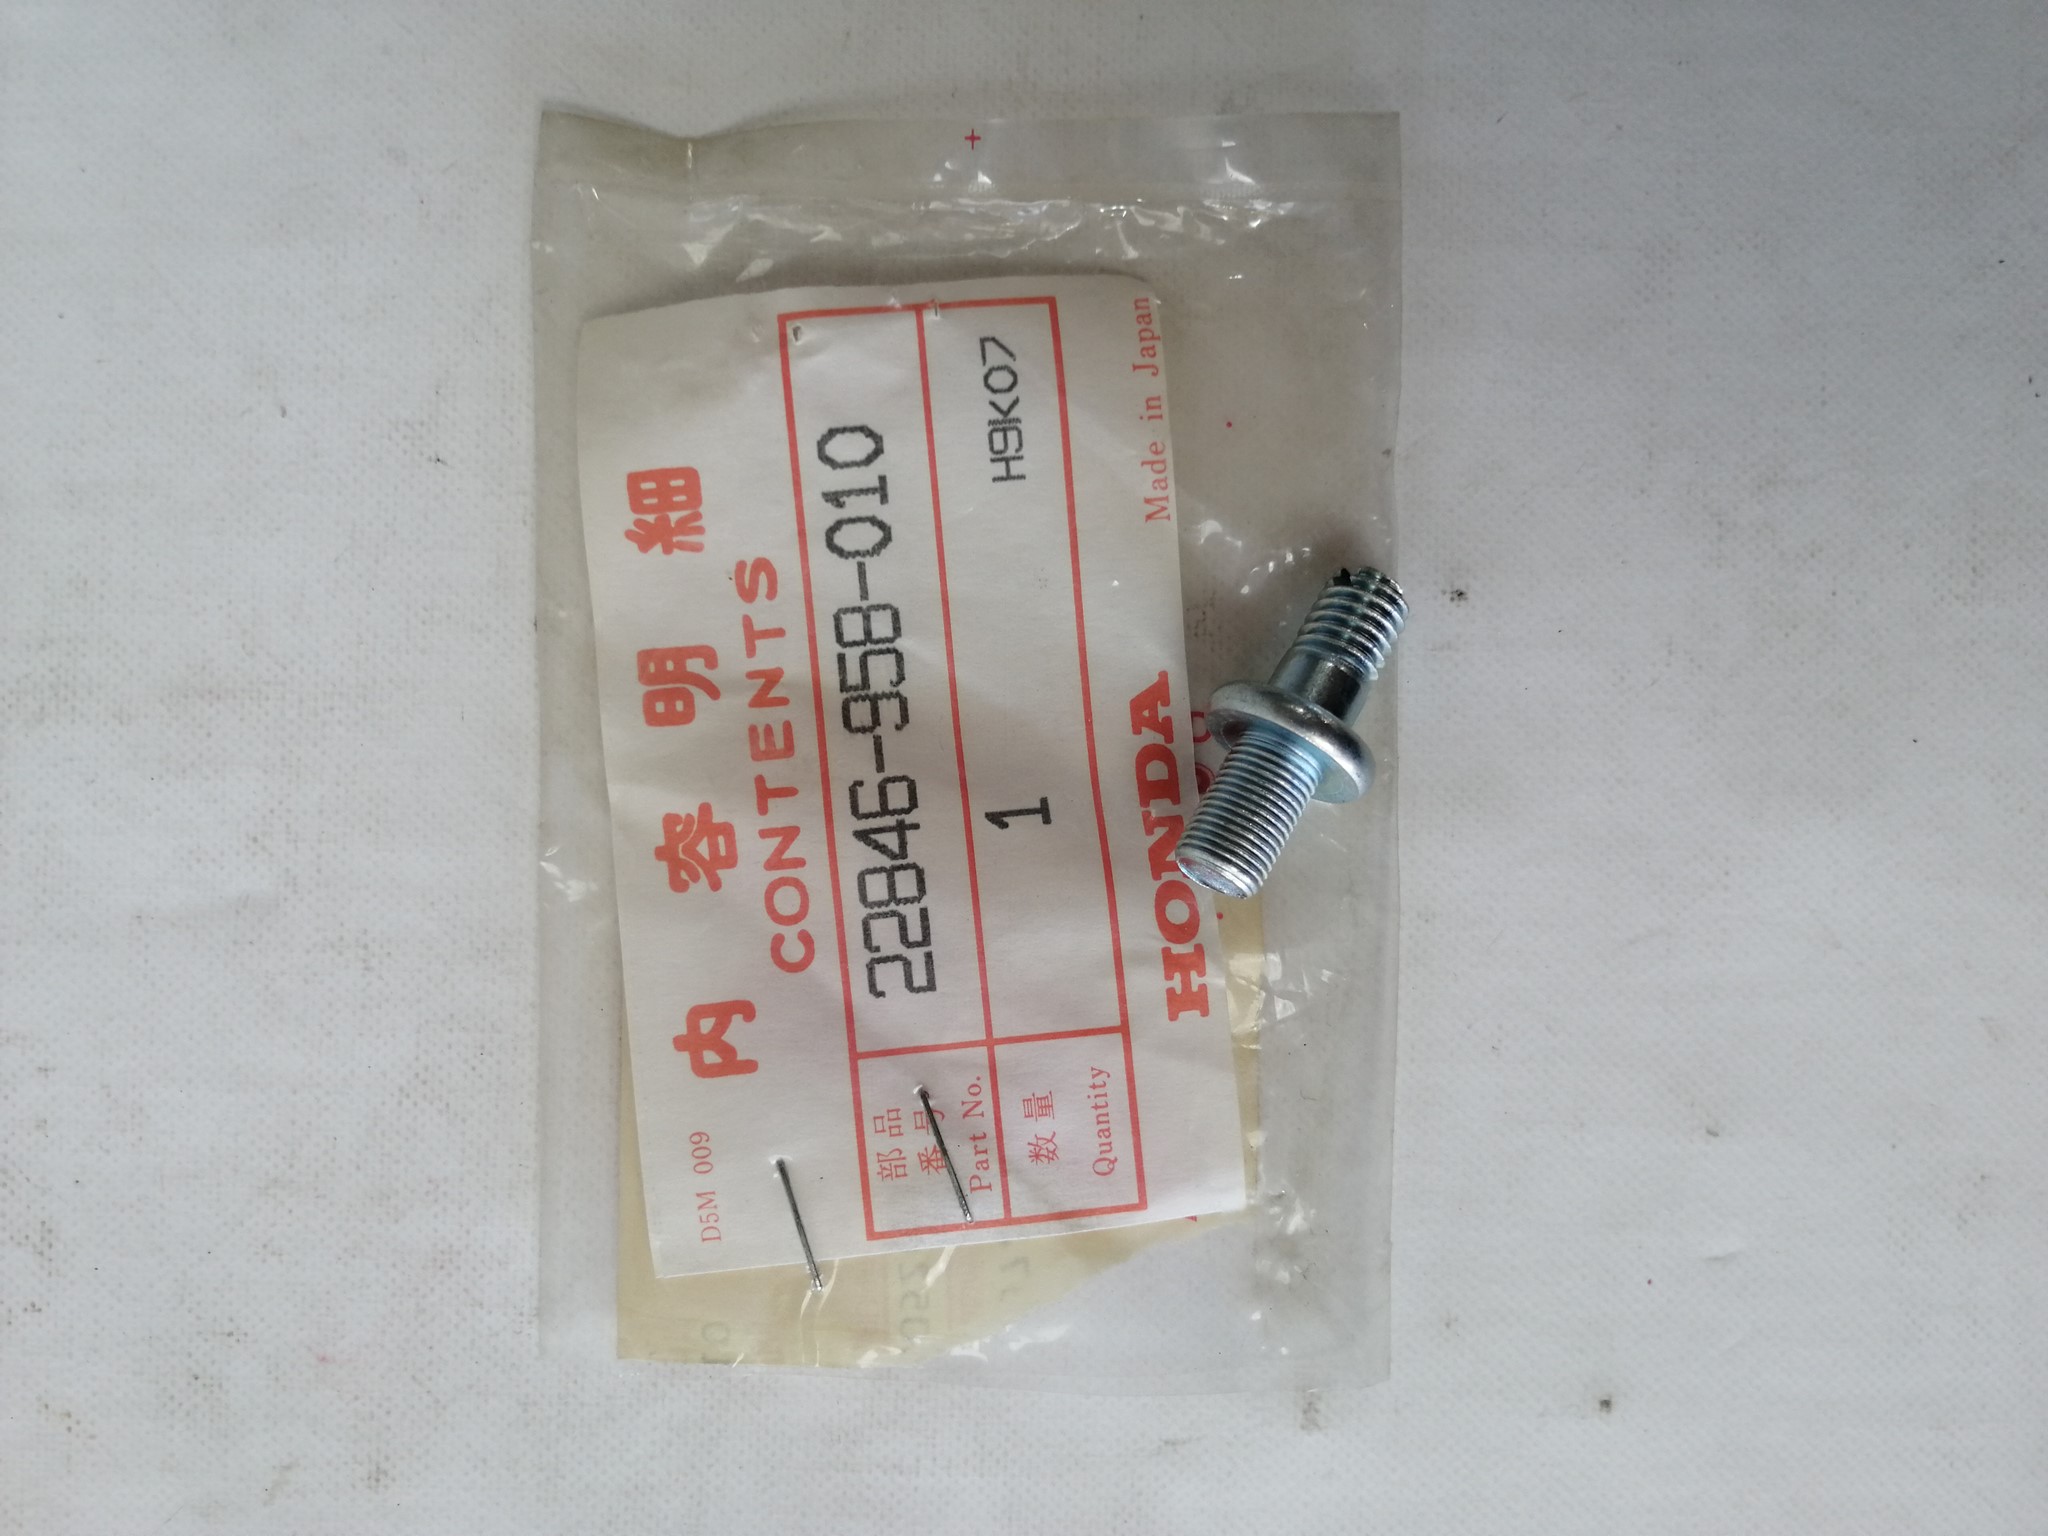 D5M 009
内 容 明 細
CONTENTS
部品
番号
Part No.
22846-958-010
数量
Quantity
1
H9K07
HONDA
Made in Japan